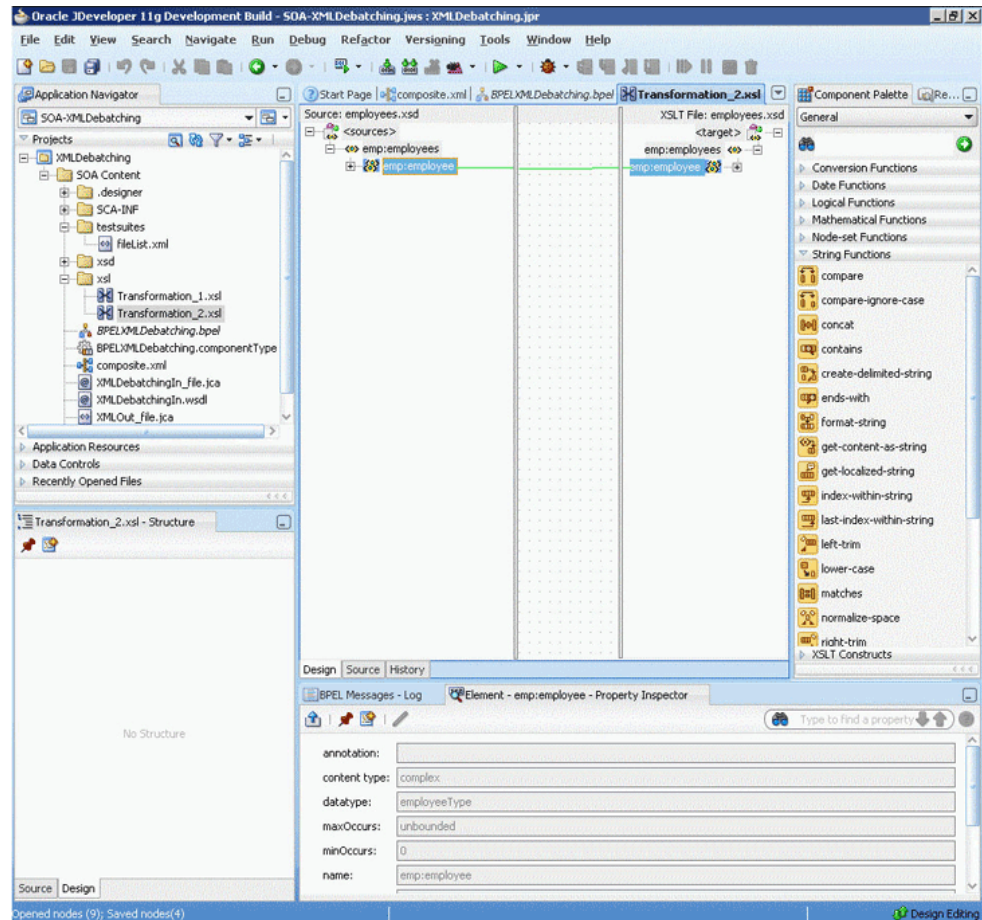 Oracle JDeveloper 11g Development Build - SOA-XMLDebatching.jws : XMLDebatching.jpr
File Edit View Search Navigate Run Debug Refactor Versioning Tools Window Help
Application Navigator
SOA-XMLDebatching
Projects
XMLDebatching
SOA Content
.designer
SCA-INF
testsuites
fileList.xml
xsd
xsl
Transformation_1.xsl
Transformation_2.xsl
BPELXMLDebatching.bpel
BPELXMLDebatching.componentType
composite.xml
XMLDebatchingIn_file.jca
XMLDebatchingIn.wsdl
XMLOut_file.jca
Application Resources
Data Controls
Recently Opened Files
Transformation_2.xsl - Structure
No Structure
Source Design
Start Page composite.xml BPELXMLDebatching.bpel Transformation_2.xsl
Source: employees.xsd XSLT File: employees.xsd
<sources> <target>
emp:employees emp:employees
emp:employee emp:employee
Design Source History
BPEL Messages - Log Element - emp:employee - Property Inspector
Type to find a property
annotation:
content type: complex
datatype: employeeType
maxOccurs: unbounded
minOccurs: 0
name: emp:employee
Component Palette Re...
General
Conversion Functions
Date Functions
Logical Functions
Mathematical Functions
Node-set Functions
String Functions
compare
compare-ignore-case
concat
contains
create-delimited-string
ends-with
format-string
get-content-as-string
get-localized-string
index-within-string
last-index-within-string
left-trim
lower-case
matches
normalize-space
right-trim
XSLT Constructs
Opened nodes (9); Saved nodes(4) Design Editing